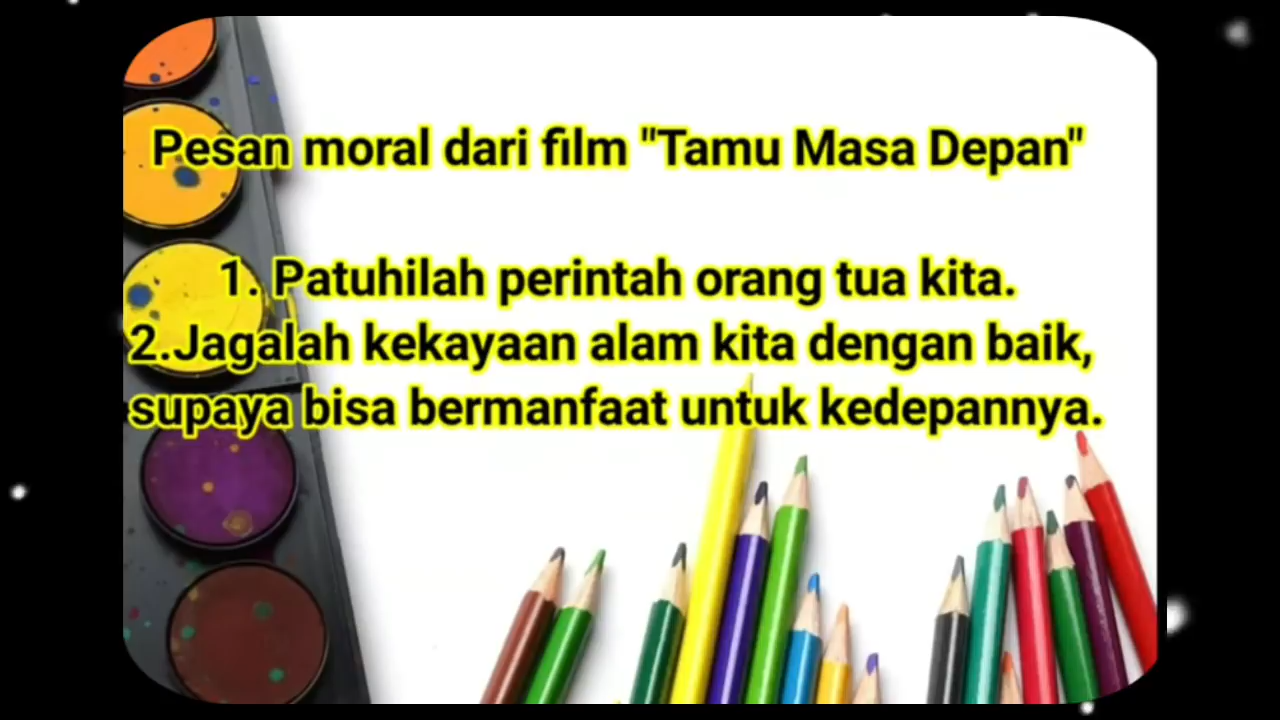 Pesan moral dari film "Tamu Masa Depan"
1. Patuhilah perintah orang tua kita.
2.Jagalah kekayaan alam kita dengan baik,
supaya bisa bermanfaat untuk kedepannya.